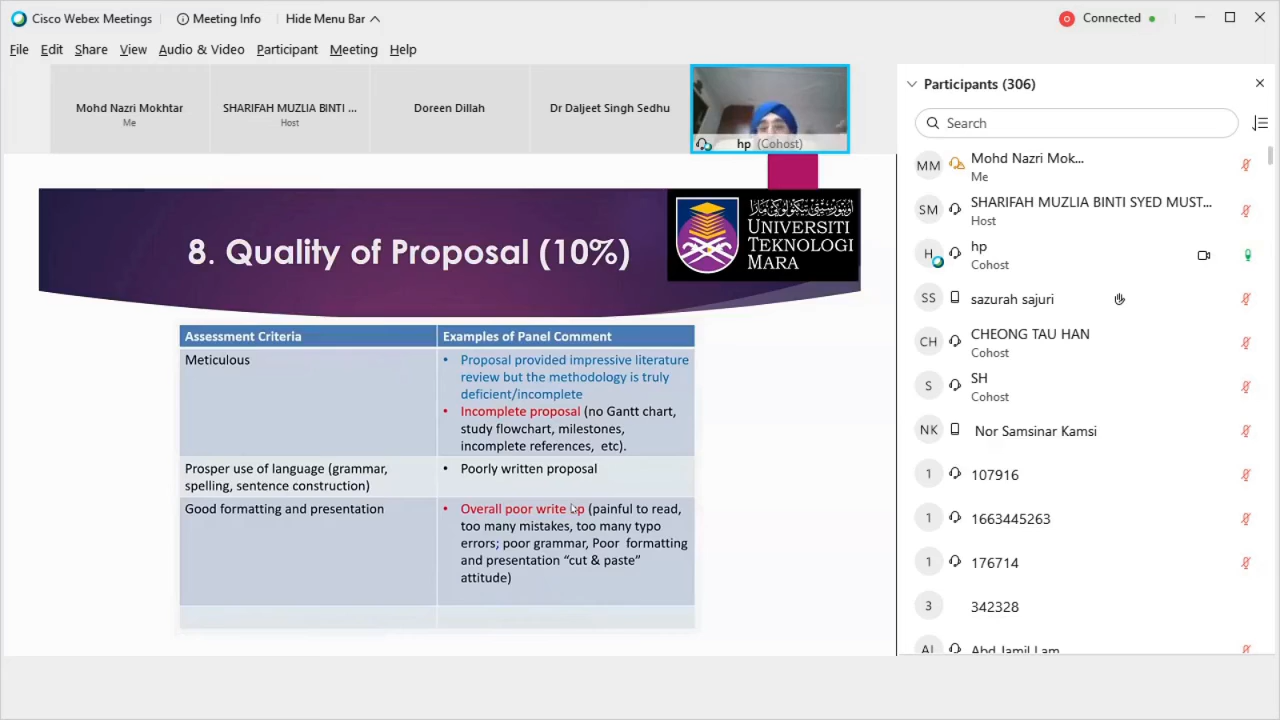 Cisco Webex Meetings
Meeting Info
Hide Menu Bar
Connected
File Edit Share View Audio & Video Participant Meeting Help
Mohd Nazri Mokhtar
Me
SHARIFAH MUZLIA BINTI ...
Host
Doreen Dillah
Dr Daljeet Singh Sedhu
hp (Cohost)
8. Quality of Proposal (10%)
اونيۏرسيتي تيكنولوݢي مارا
UNIVERSITI
TEKNOLOGI
MARA
Assessment Criteria
Examples of Panel Comment
Meticulous
• Proposal provided impressive literature
review but the methodology is truly
deficient/incomplete
• Incomplete proposal (no Gantt chart,
study flowchart, milestones,
incomplete references, etc).
Prosper use of language (grammar,
spelling, sentence construction)
• Poorly written proposal
Good formatting and presentation
• Overall poor write up (painful to read,
too many mistakes, too many typo
errors; poor grammar, Poor formatting
and presentation “cut & paste”
attitude)
Participants (306)
Search
MM
Mohd Nazri Mok...
Me
SM
SHARIFAH MUZLIA BINTI SYED MUST...
Host
H
hp
Cohost
SS
sazurah sajuri
CH
CHEONG TAU HAN
Cohost
S
SH
Cohost
NK
Nor Samsinar Kamsi
1
107916
1
1663445263
1
176714
3
342328
AL
Abd Jamil Lam